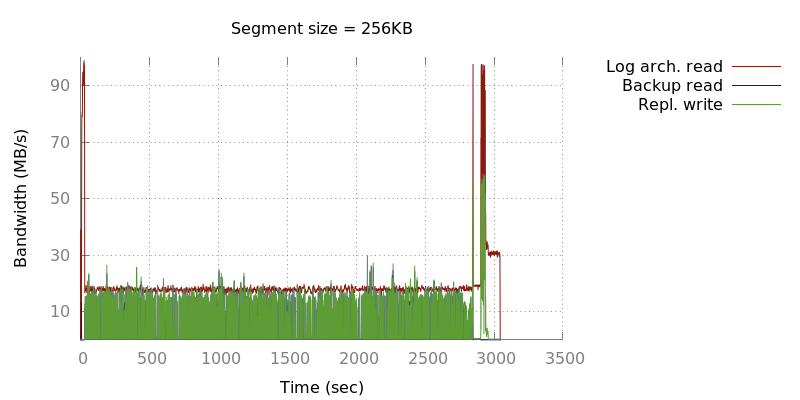 Segment size = 256KB
Log arch. read
Backup read
Repl. write
Bandwidth (MB/s)
90
70
50
30
10
0 500 1000 1500 2000 2500 3000 3500
Time (sec)